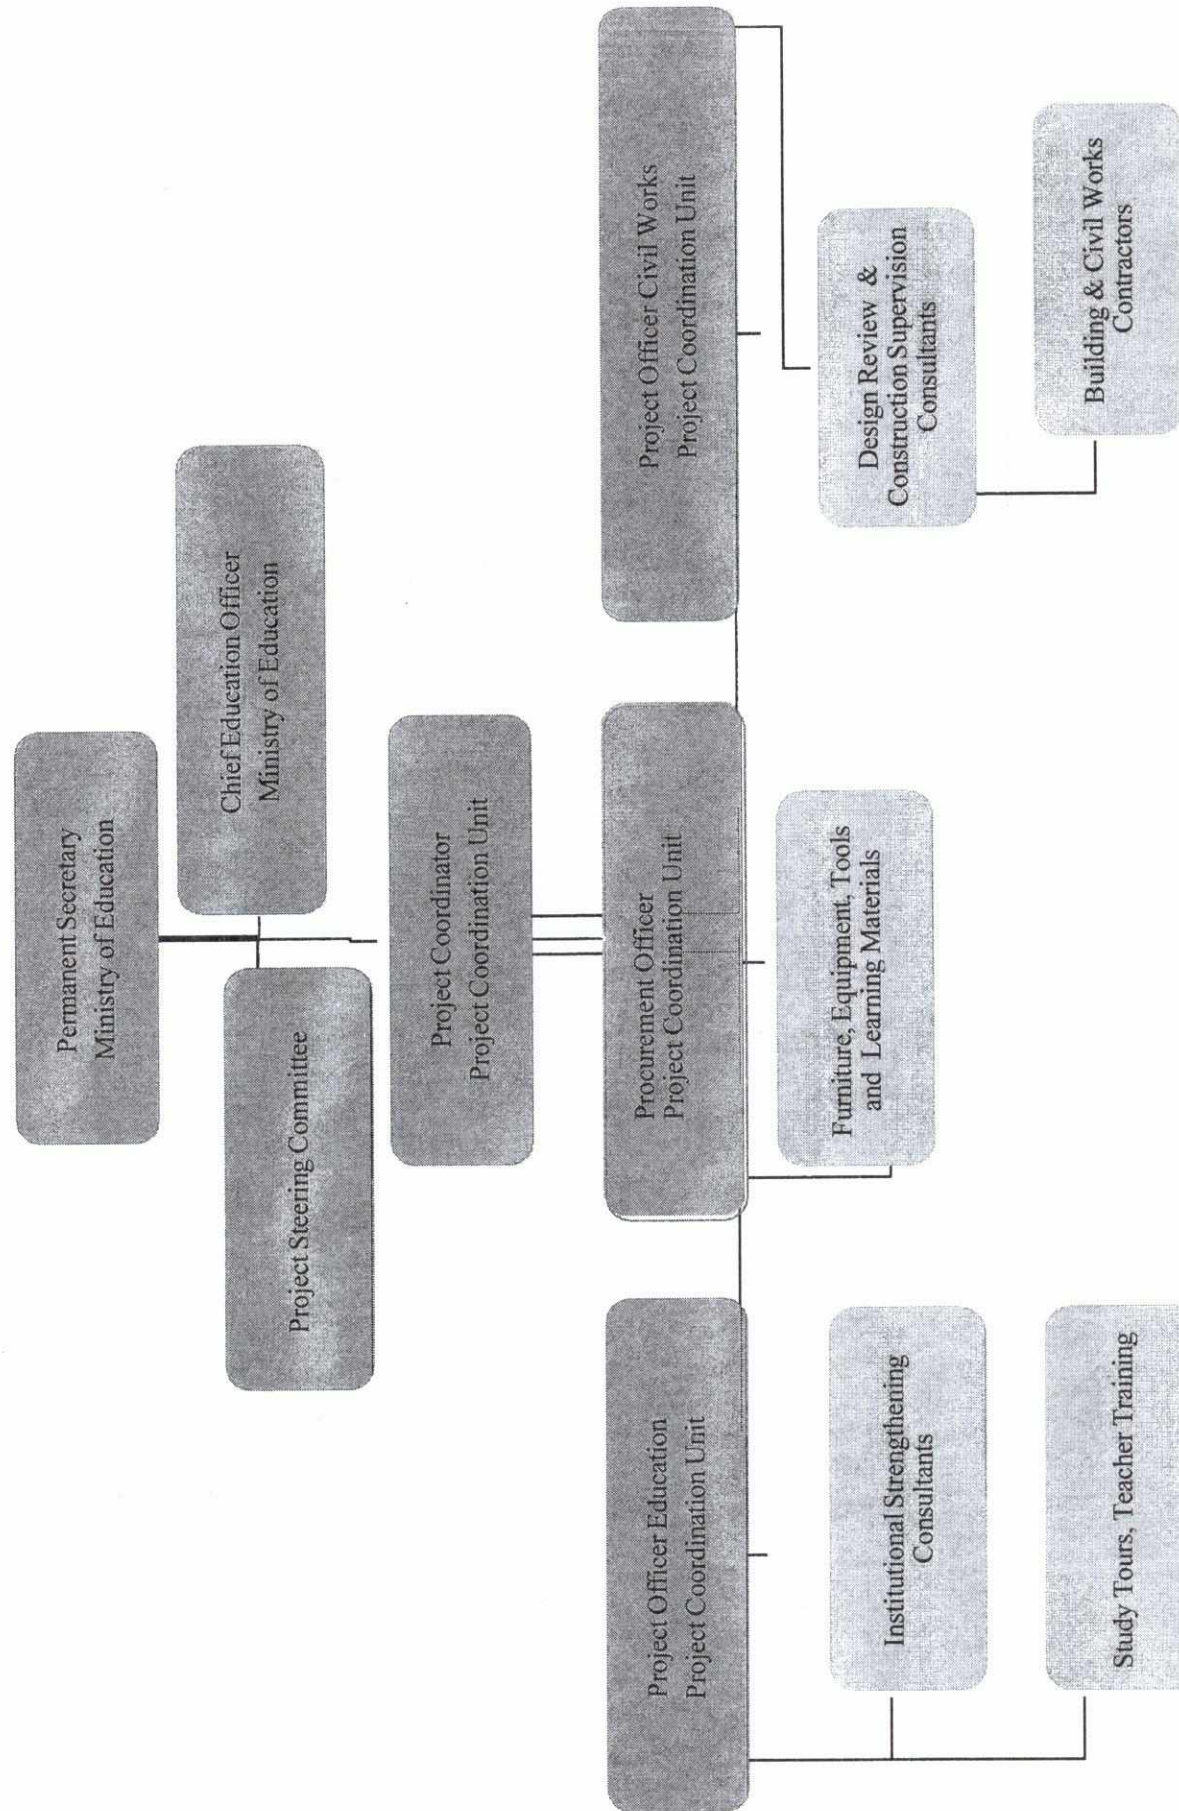 Permanent Secretary
Ministry of Education
Chief Education Officer
Ministry of Education
Project Steering Committee
Project Coordinator
Project Coordination Unit
Project Officer Education
Project Coordination Unit
Procurement Officer
Project Coordination Unit
Project Officer Civil Works
Project Coordination Unit
Institutional Strengthening
Consultants
Study Tours, Teacher Training
Furniture, Equipment, Tools
and Learning Materials
Design Review &
Construction Supervision
Consultants
Building & Civil Works
Contractors